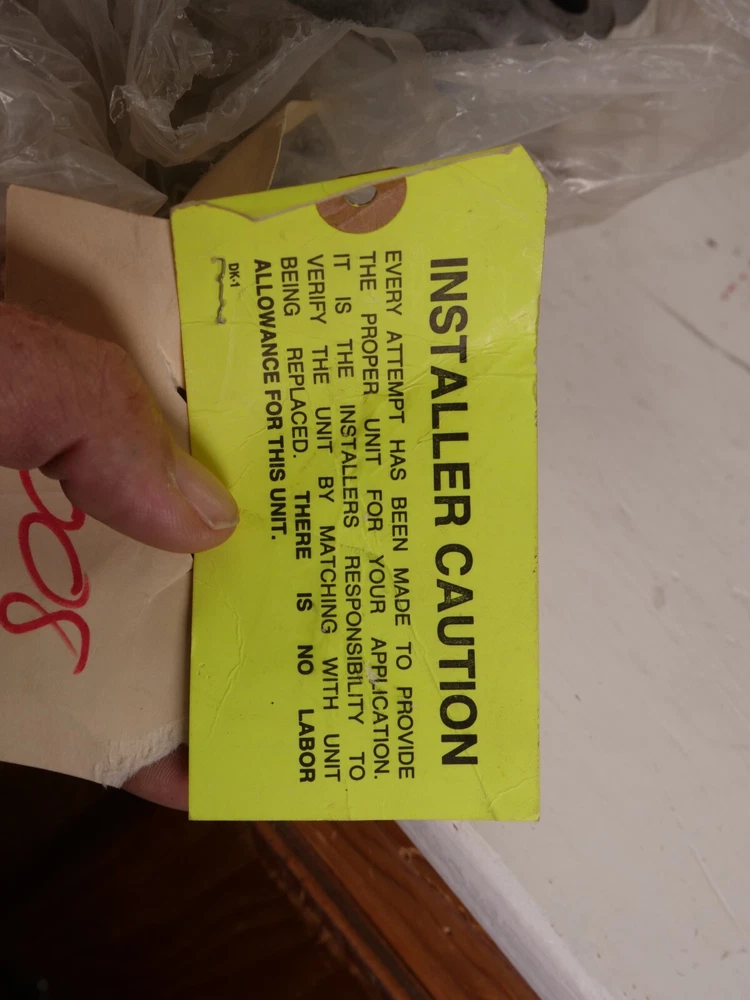 INSTALLER CAUTION
EVERY ATTEMPT HAS BEEN MADE TO PROVIDE
THE PROPER UNIT FOR YOUR APPLICATION.
IT IS THE INSTALLERS RESPONSIBILITY TO
VERIFY THE UNIT BY MATCHING WITH UNIT
BEING REPLACED. THERE IS NO LABOR
ALLOWANCE FOR THIS UNIT.
DK-1